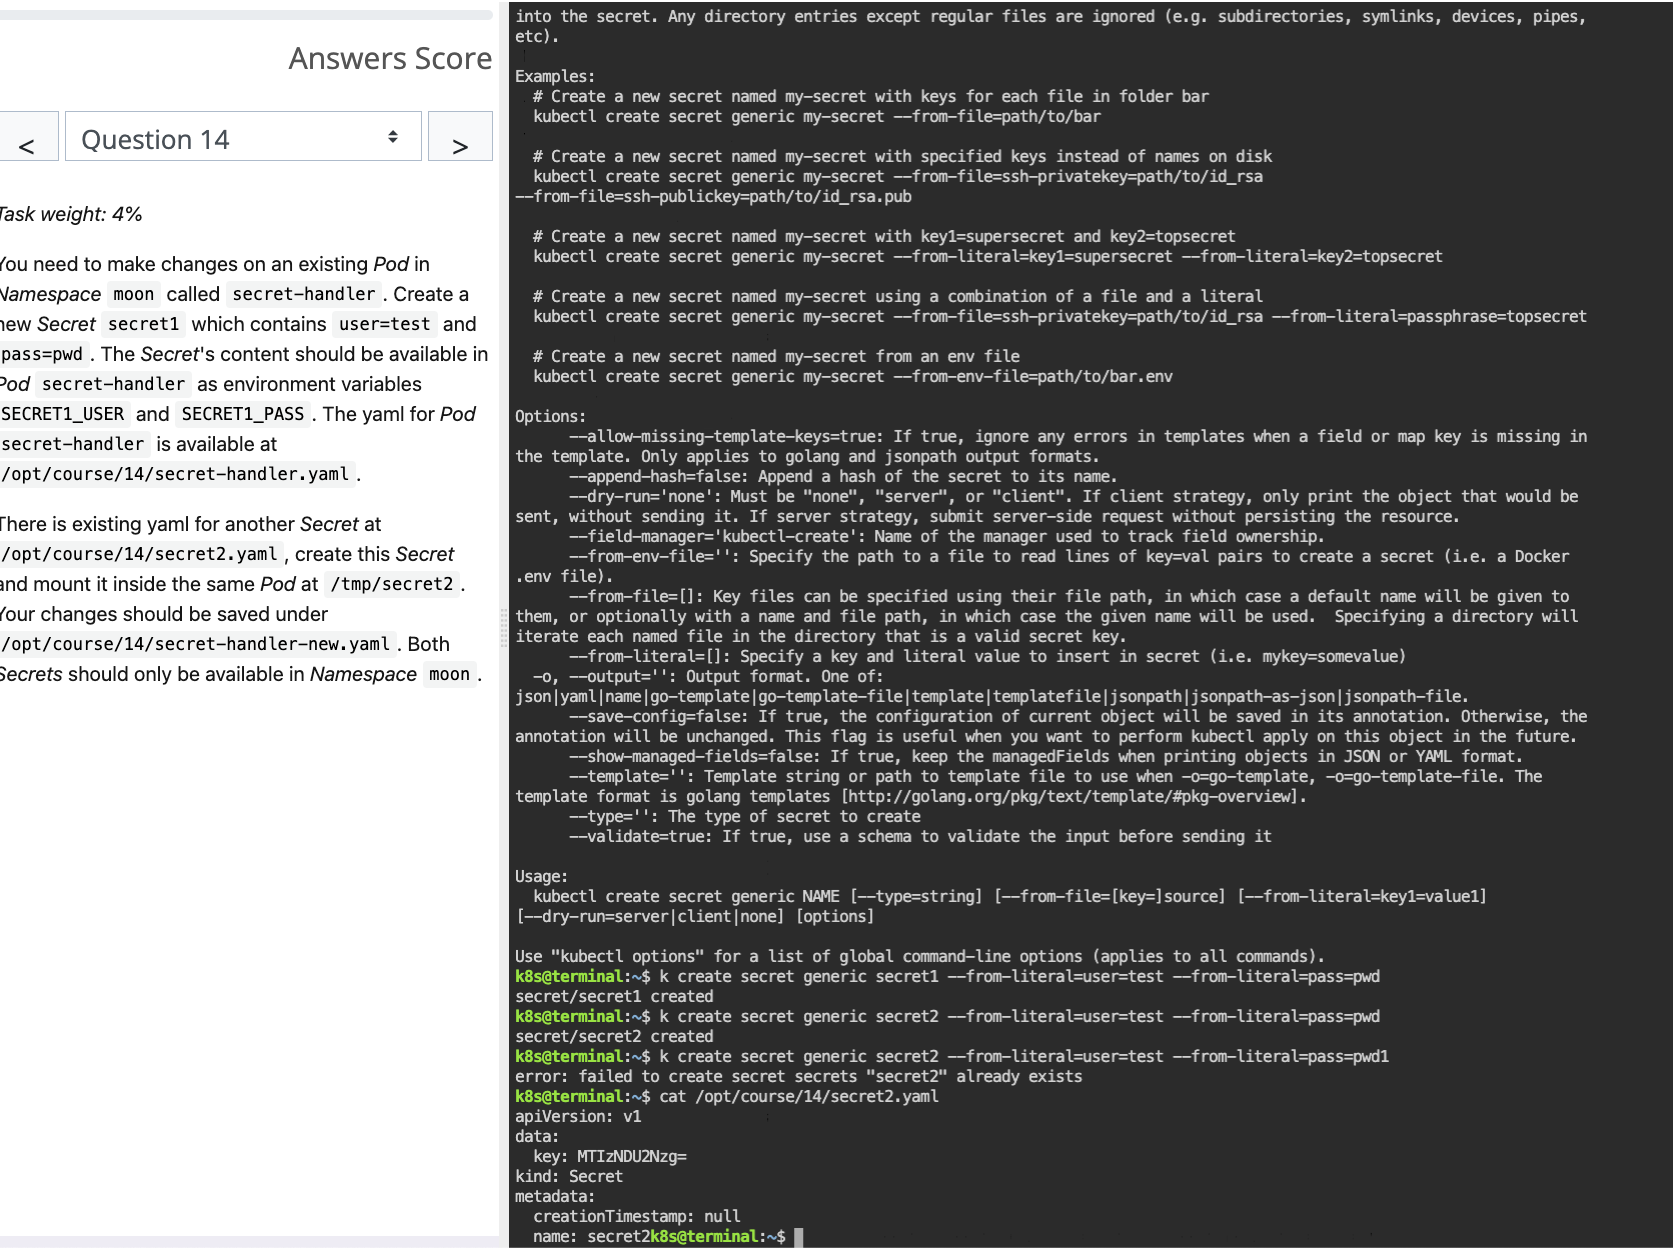 Answers Score
<
Question 14
>
Task weight: 4%
You need to make changes on an existing Pod in
Namespace moon called secret-handler. Create a
new Secret secret1 which contains user=test and
pass=pwd. The Secret's content should be available in
Pod secret-handler as environment variables
SECRET1_USER and SECRET1_PASS. The yaml for Pod
secret-handler is available at
/opt/course/14/secret-handler.yaml.
There is existing yaml for another Secret at
/opt/course/14/secret2.yaml, create this Secret
and mount it inside the same Pod at /tmp/secret2.
Your changes should be saved under
/opt/course/14/secret-handler-new.yaml. Both
Secrets should only be available in Namespace moon.
into the secret. Any directory entries except regular files are ignored (e.g. subdirectories, symlinks, devices, pipes,
etc).
Examples:
# Create a new secret named my-secret with keys for each file in folder bar
kubectl create secret generic my-secret --from-file=path/to/bar
# Create a new secret named my-secret with specified keys instead of names on disk
kubectl create secret generic my-secret --from-file=ssh-privatekey=path/to/id_rsa
--from-file=ssh-publickey=path/to/id_rsa.pub
# Create a new secret named my-secret with key1=supersecret and key2=topsecret
kubectl create secret generic my-secret --from-literal=key1=supersecret --from-literal=key2=topsecret
# Create a new secret named my-secret using a combination of a file and a literal
kubectl create secret generic my-secret --from-file=ssh-privatekey=path/to/id_rsa --from-literal=passphrase=topsecret
# Create a new secret named my-secret from an env file
kubectl create secret generic my-secret --from-env-file=path/to/bar.env
Options:
--allow-missing-template-keys=true: If true, ignore any errors in templates when a field or map key is missing in
the template. Only applies to golang and jsonpath output formats.
--append-hash=false: Append a hash of the secret to its name.
--dry-run='none': Must be "none", "server", or "client". If client strategy, only print the object that would be
sent, without sending it. If server strategy, submit server-side request without persisting the resource.
--field-manager='kubectl-create': Name of the manager used to track field ownership.
--from-env-file='': Specify the path to a file to read lines of key=val pairs to create a secret (i.e. a Docker
.env file).
--from-file=[]: Key files can be specified using their file path, in which case a default name will be given to
them, or optionally with a name and file path, in which case the given name will be used.  Specifying a directory will
iterate each named file in the directory that is a valid secret key.
--from-literal=[]: Specify a key and literal value to insert in secret (i.e. mykey=somevalue)
-o, --output='': Output format. One of:
json|yaml|name|go-template|go-template-file|template|templatefile|jsonpath|jsonpath-as-json|jsonpath-file.
--save-config=false: If true, the configuration of current object will be saved in its annotation. Otherwise, the
annotation will be unchanged. This flag is useful when you want to perform kubectl apply on this object in the future.
--show-managed-fields=false: If true, keep the managedFields when printing objects in JSON or YAML format.
--template='': Template string or path to template file to use when -o=go-template, -o=go-template-file. The
template format is golang templates [http://golang.org/pkg/text/template/#pkg-overview].
--type='': The type of secret to create
--validate=true: If true, use a schema to validate the input before sending it
Usage:
kubectl create secret generic NAME [--type=string] [--from-file=[key=]source] [--from-literal=key1=value1]
[--dry-run=server|client|none] [options]
Use "kubectl options" for a list of global command-line options (applies to all commands).
k8s@terminal:~$ k create secret generic secret1 --from-literal=user=test --from-literal=pass=pwd
secret/secret1 created
k8s@terminal:~$ k create secret generic secret2 --from-literal=user=test --from-literal=pass=pwd
secret/secret2 created
k8s@terminal:~$ k create secret generic secret2 --from-literal=user=test --from-literal=pass=pwd1
error: failed to create secret secrets "secret2" already exists
k8s@terminal:~$ cat /opt/course/14/secret2.yaml
apiVersion: v1
data:
key: MTIzNDU2Nzg=
kind: Secret
metadata:
creationTimestamp: null
name: secret2k8s@terminal:~$